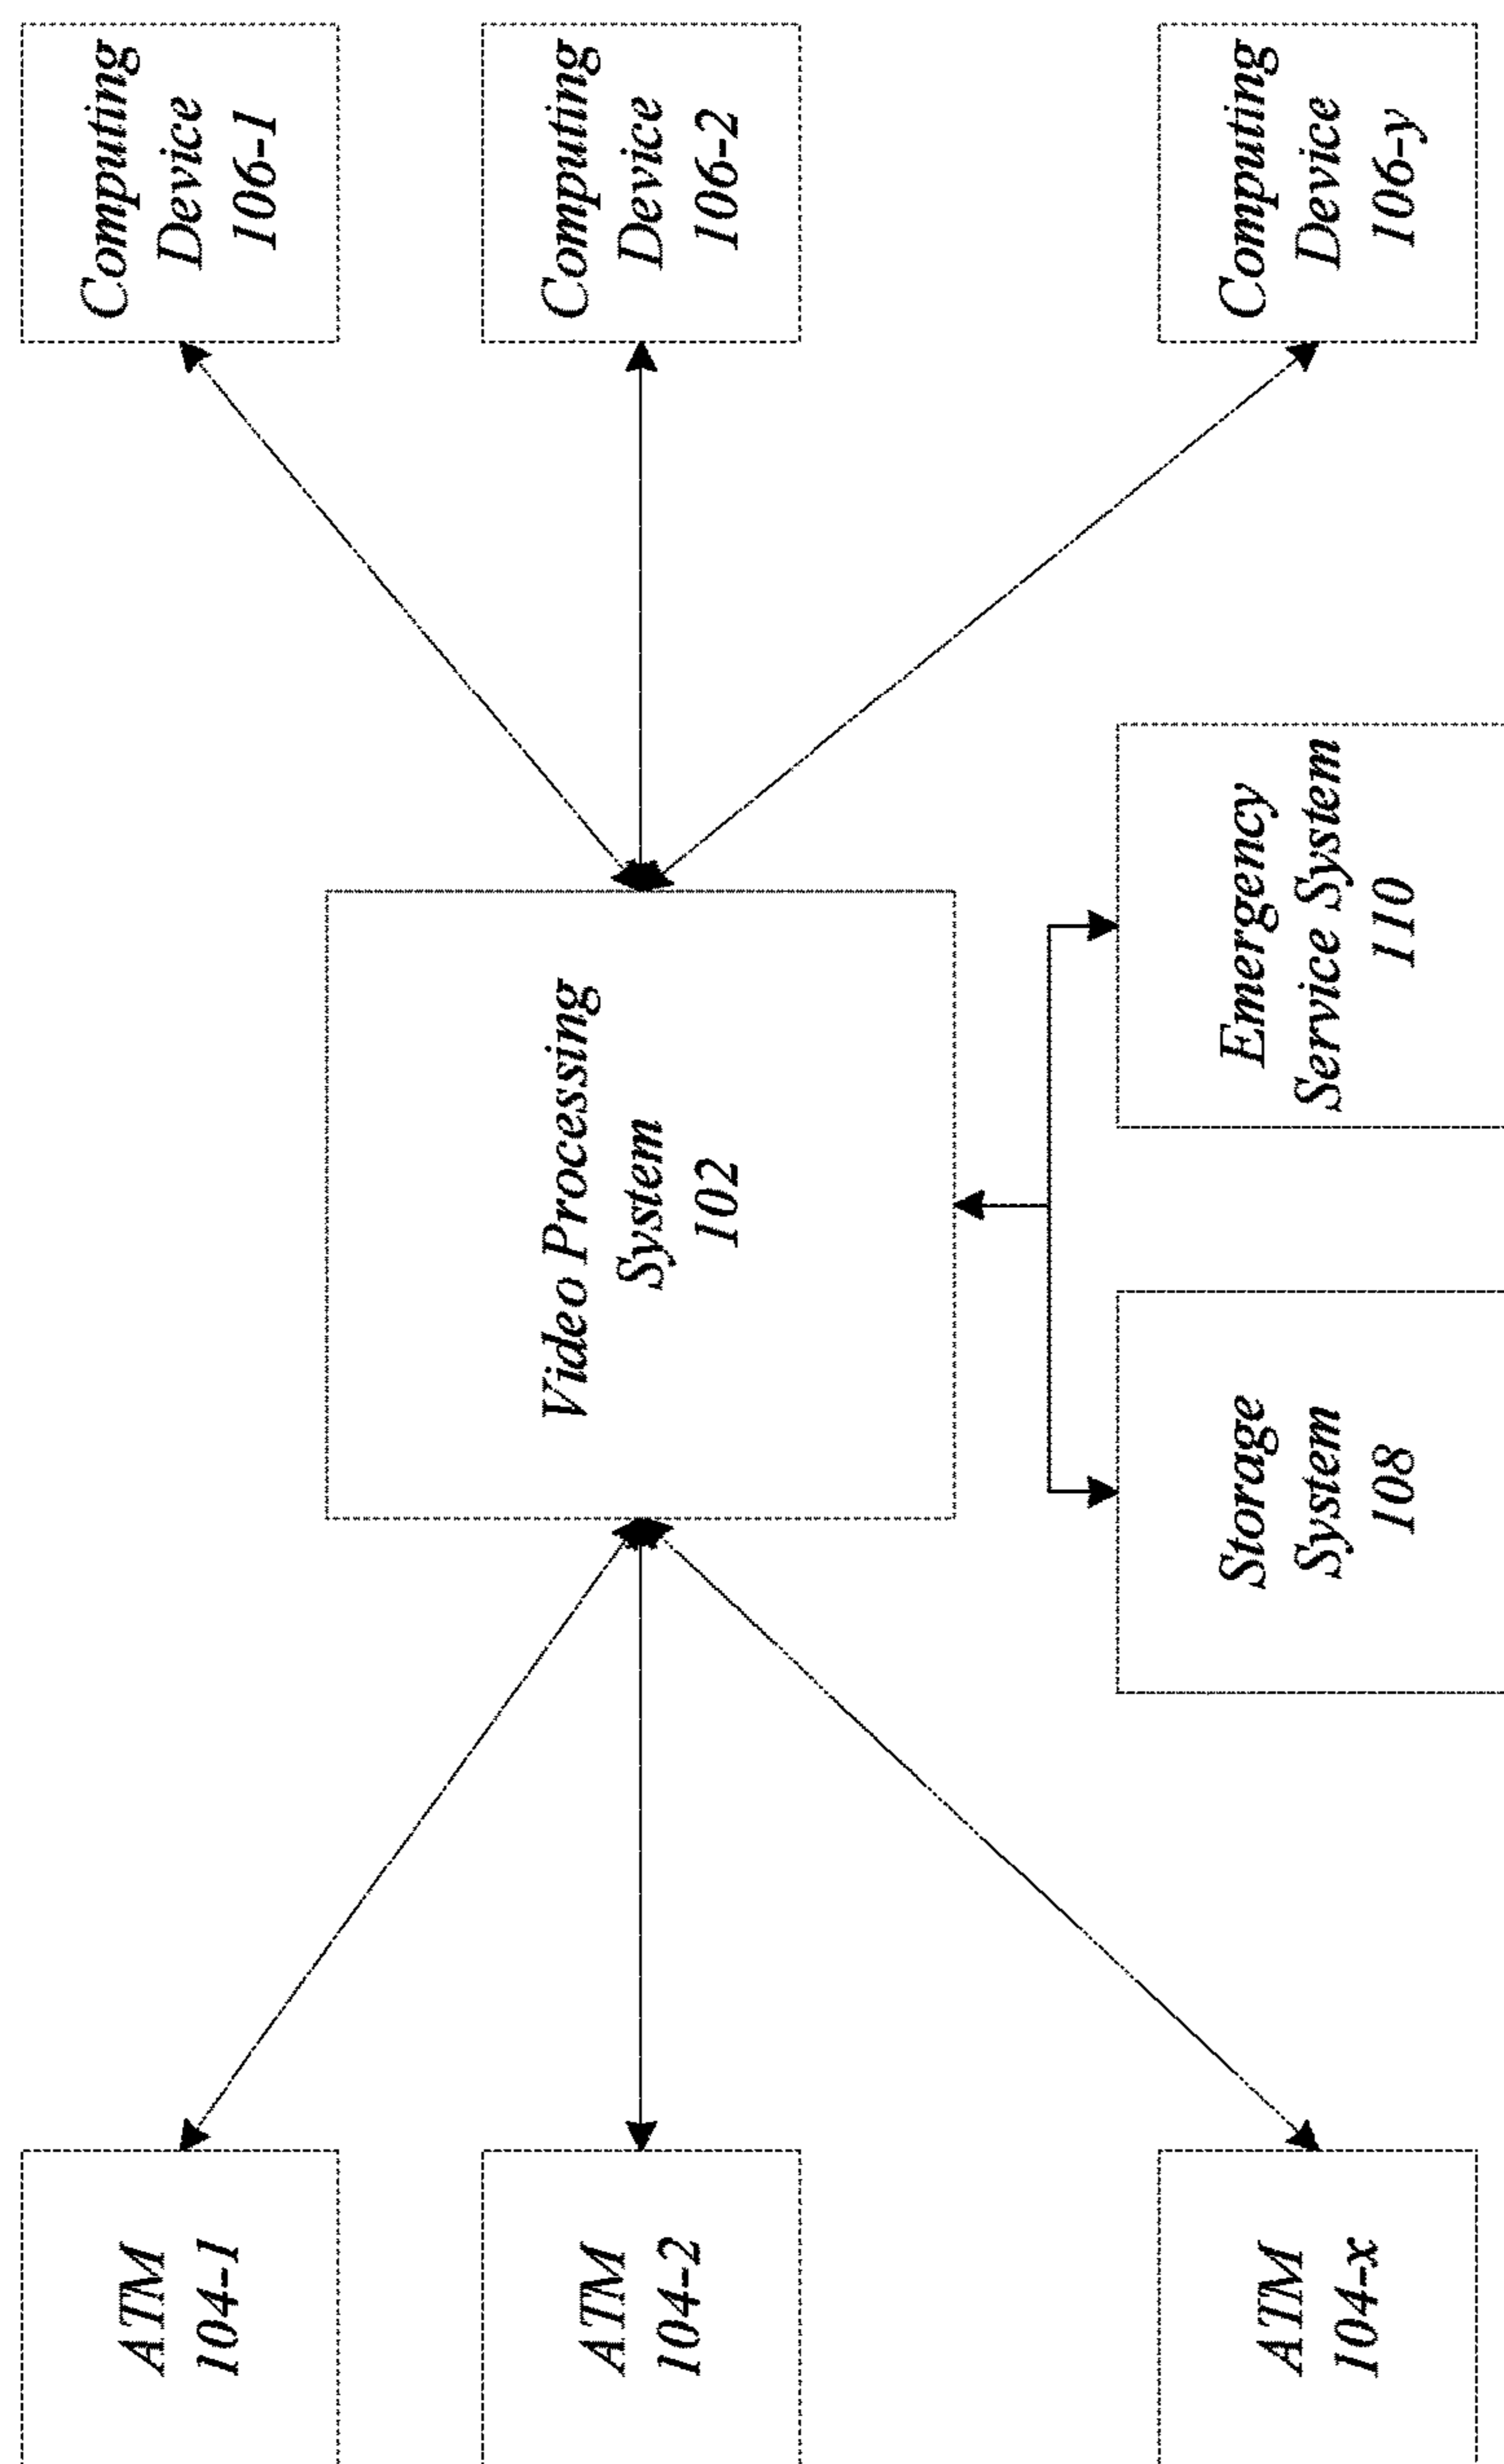 ATM
104-1
ATM
104-2
ATM
104-x
Video Processing
System
102
Storage
System
108
Emergency
Service System
110
Computing
Device
106-1
Computing
Device
106-2
Computing
Device
106-y